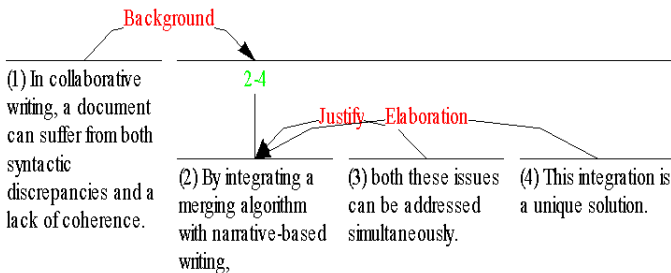 Background
2-4
Justify
Elaboration
(1) In collaborative
writing, a document
can suffer from both
syntactic
discrepancies and a
lack of coherence.
(2) By integrating a
merging algorithm
with narrative-based
writing,
(3) both these issues
can be addressed
simultaneously.
(4) This integration is
a unique solution.